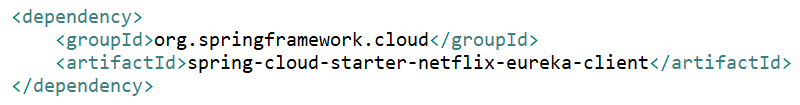 <dependency>
    <groupId>org.springframework.cloud</groupId>
    <artifactId>spring-cloud-starter-netflix-eureka-client</artifactId>
</dependency>